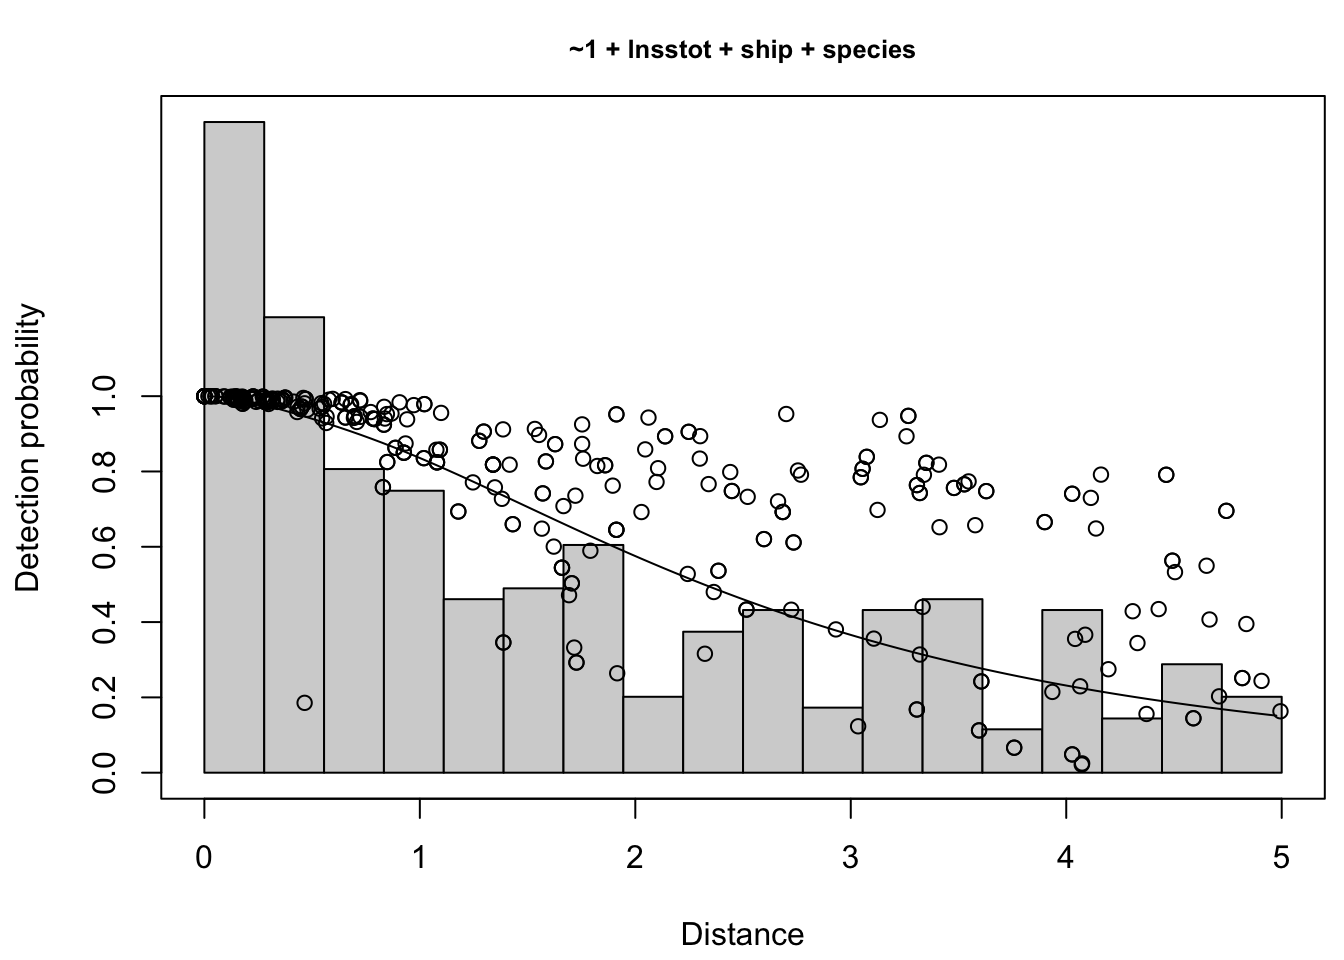 ~1 + lnsstot + ship + species
Detection probability
1.0
0.8
0.6
0.4
0.2
0.0
0 1 2 3 4 5
Distance